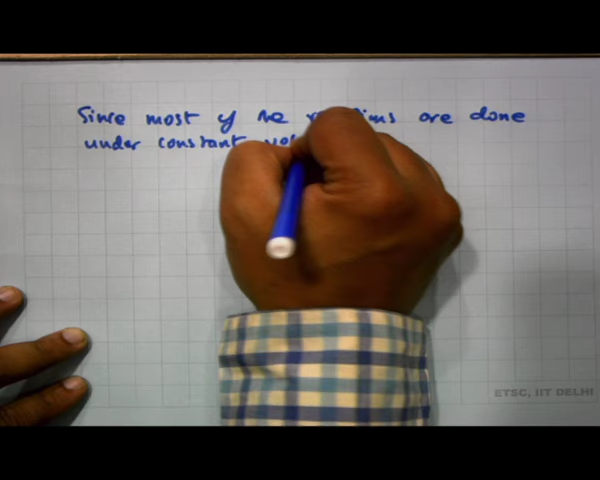 Since most of the are done
under constant
ETSC, IIT DELHI